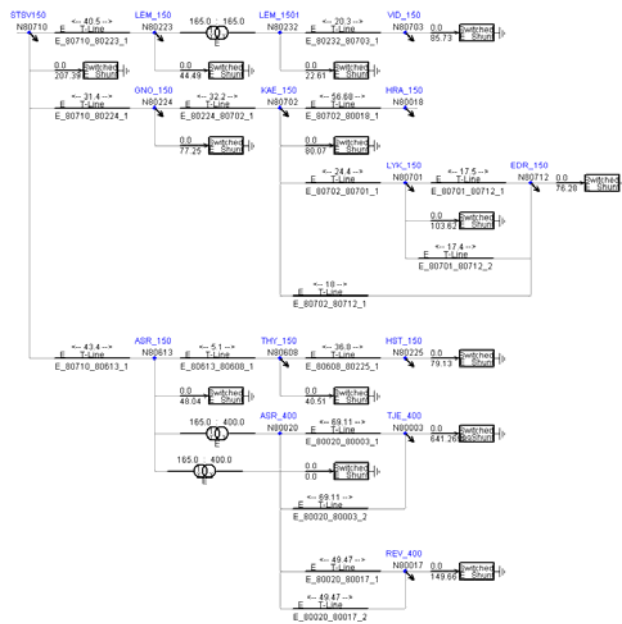 STSV150 <-- 40.5 --> LEM_150 165.0 : 165.0 LEM_1501 <-- 20.3 --> VID_150
N80710 E T-Line N80223 N80232 E T-Line N80703 0.0 Switched
E_80710_80223_1 E E_80232_80703_1 85.73 E Shunt
0.0 Switched 0.0 Switched 0.0 Switched
207.39 E Shunt 44.49 E Shunt 22.61 E Shunt
<-- 31.4 --> GNO_150 <-- 32.2 --> KAE_150 <-- 56.68 --> HRA_150
E T-Line N80224 E T-Line N80702 E T-Line N80018
E_80710_80224_1 E_80224_80702_1 E_80702_80018_1
0.0 Switched 0.0 Switched
77.25 E Shunt 80.07 E Shunt
<-- 24.4 --> LYK_150 <-- 17.5 --> EDR_150
E T-Line N80701 E T-Line N80712 0.0 Switched
E_80702_80701_1 E_80701_80712_1 76.28 E Shunt
0.0 Switched
103.62 E Shunt
<-- 17.4 -->
E T-Line
E_80701_80712_2
<-- 18 -->
E T-Line
E_80702_80712_1
<-- 43.4 --> ASR_150 <-- 5.1 --> THY_150 <-- 36.8 --> HST_150
E T-Line N80613 E T-Line N80608 E T-Line N80225 0.0 Switched
E_80710_80613_1 E_80613_80608_1 E_80608_80225_1 79.13 E Shunt
0.0 Switched 0.0 Switched
48.04 E Shunt 40.51 E Shunt
165.0 : 400.0 ASR_400 <-- 69.11 --> TJE_400
E N80020 E T-Line N80003 0.0 Switched
E_80020_80003_1 Shunt
165.0 : 400.0 0.0 Switched
E 0.0 E Shunt
<-- 69.11 -->
E T-Line
E_80020_80003_2
<-- 49.47 --> REV_400
E T-Line N80017 0.0 Switched
E_80020_80017_1 149.66 E Shunt
<-- 49.47 -->
E T-Line
E_80020_80017_2